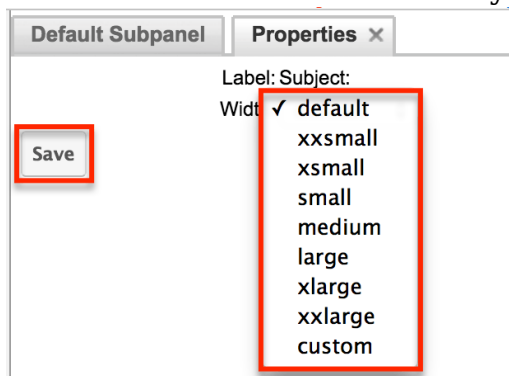 Default Subpanel Properties ×
Label: Subject:
Widt ✓ default
xxsmall
Save
xsmall
small
medium
large
xlarge
xxlarge
custom